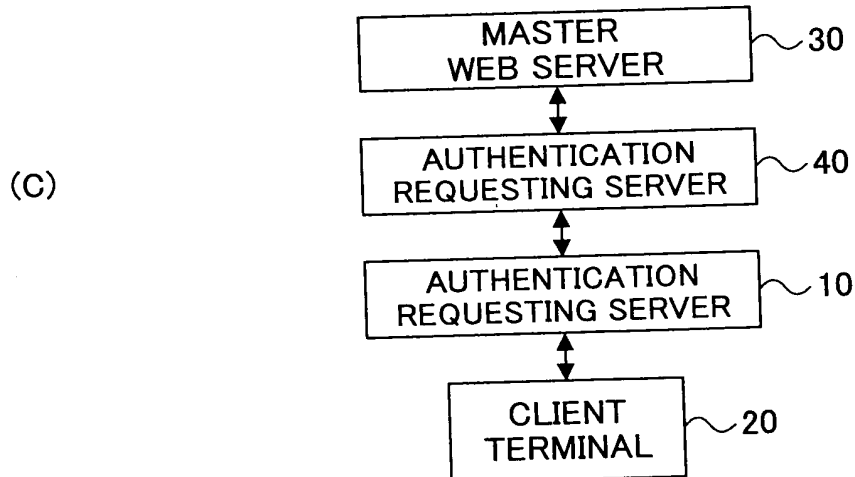 MASTER
WEB SERVER
30
(C)
AUTHENTICATION
REQUESTING SERVER
40
AUTHENTICATION
REQUESTING SERVER
10
CLIENT
TERMINAL
20